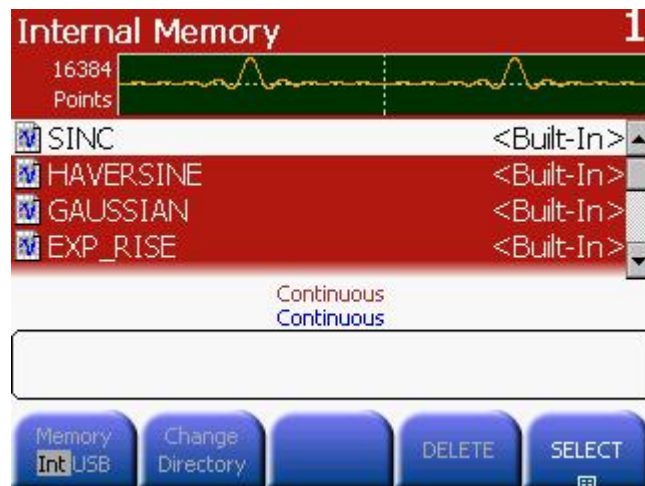 Internal Memory 1
16384
Points
SINC <Built-In>
HAVERSINE <Built-In>
GAUSSIAN <Built-In>
EXP_RISE <Built-In>
Continuous
Continuous
Memory
Int USB
Change
Directory
DELETE
SELECT